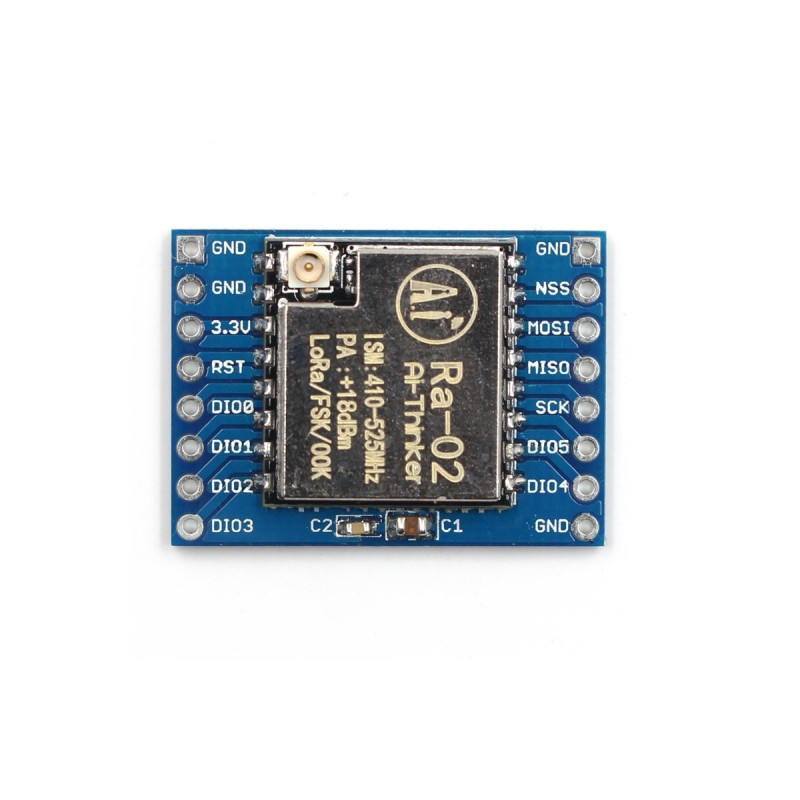 GND
GND
3.3V
RST
DIO0
DIO1
DIO2
DIO3
Ai
Ra-02
AI-Thinker
ISM:410-525MHz
PA:+18dBm
LoRa/FSK/OOK
GND
NSS
MOSI
MISO
SCK
DIO5
DIO4
GND
C2
C1